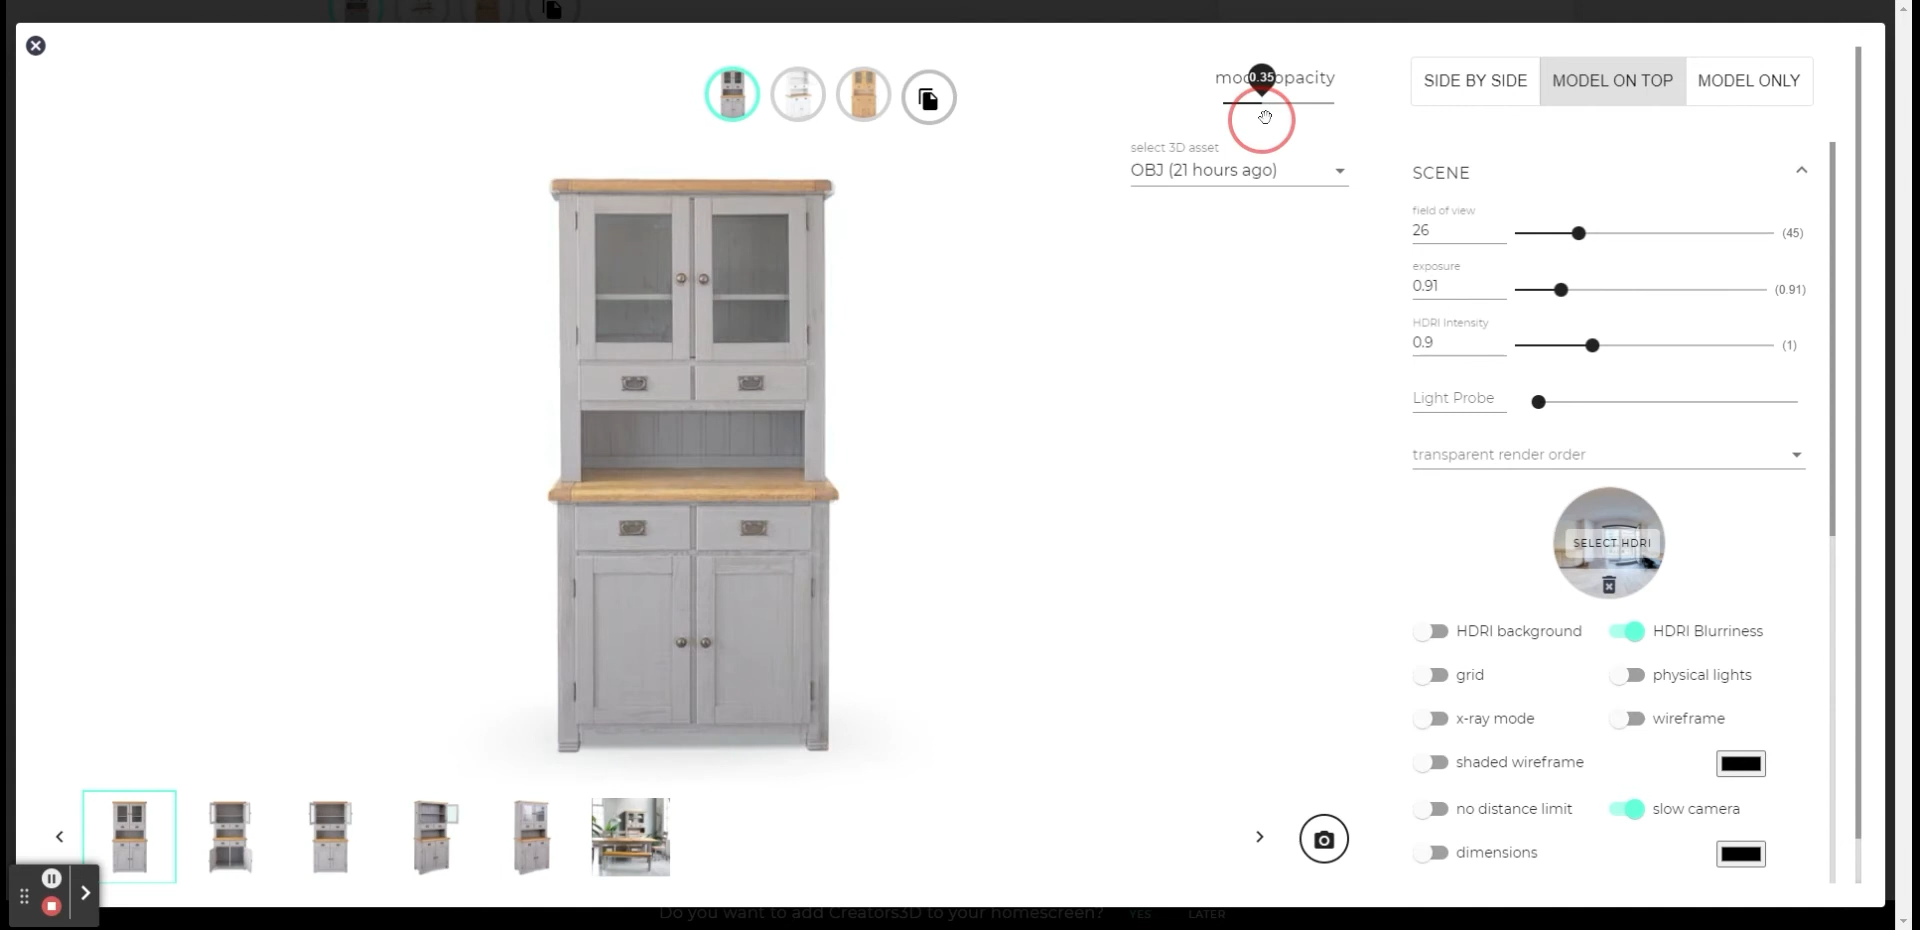 model opacity
0.35
SIDE BY SIDE
MODEL ON TOP
MODEL ONLY
select 3D asset
OBJ (21 hours ago)
SCENE
field of view
26
(45)
exposure
0.91
(0.91)
HDRI Intensity
0.9
(1)
Light Probe
transparent render order
SELECT HDRI
HDRI background
HDRI Blurriness
grid
physical lights
x-ray mode
wireframe
shaded wireframe
no distance limit
slow camera
dimensions
Do you want to add Creators3D to your homescreen?
YES
LATER